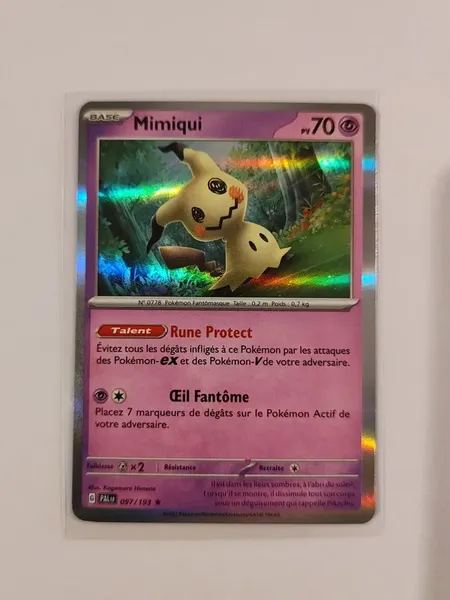 BASE Mimiqui PV 70
N° 0778 Pokémon Fantômasque Taille : 0,2 m Poids : 0,7 kg
Talent Rune Protect
Évitez tous les dégâts infligés à ce Pokémon par les attaques
des Pokémon-ex et des Pokémon-V de votre adversaire.
Œil Fantôme
Placez 7 marqueurs de dégâts sur le Pokémon Actif de
votre adversaire.
Faiblesse ×2 Résistance Retraite
Illus. Kagemaru Himeno
Il vit dans les lieux sombres, à l'abri du soleil.
Lorsqu'il se montre, il dissimule tout son corps
sous un déguisement qui rappelle Pikachu.
G PAL FR 097/193 ★